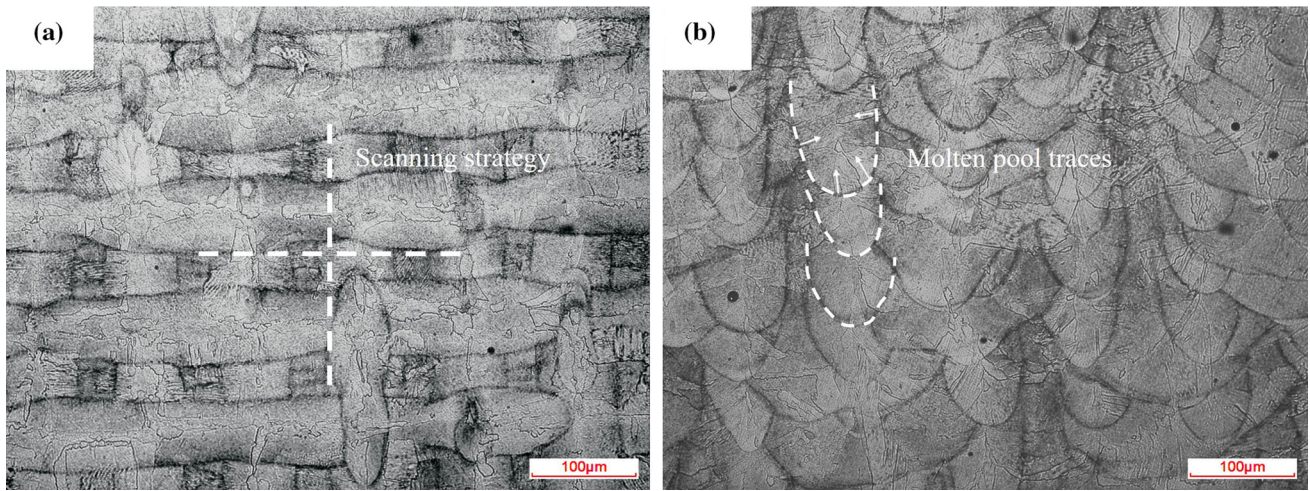 (a)
Scanning strategy
100μm
(b)
Molten pool traces
100μm